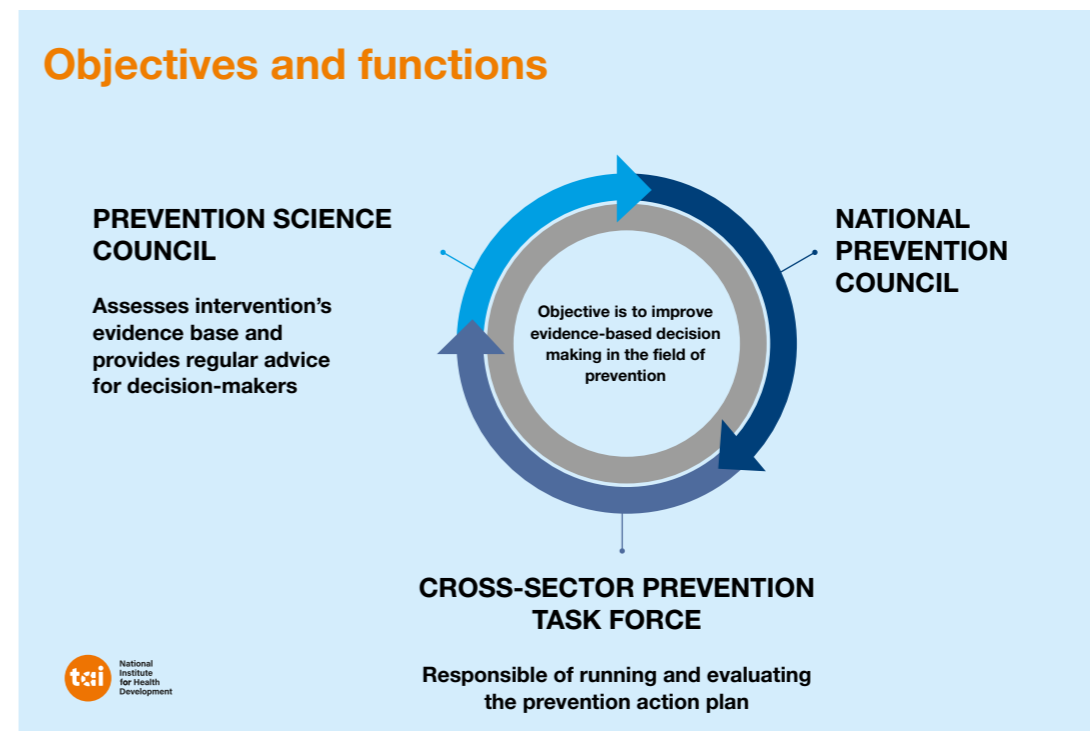 Objectives and functions
PREVENTION SCIENCE
COUNCIL
Assesses intervention’s
evidence base and
provides regular advice
for decision-makers
Objective is to improve
evidence-based decision
making in the field of
prevention
NATIONAL
PREVENTION
COUNCIL
CROSS-SECTOR PREVENTION
TASK FORCE
Responsible of running and evaluating
the prevention action plan
tai
National
Institute
for Health
Development